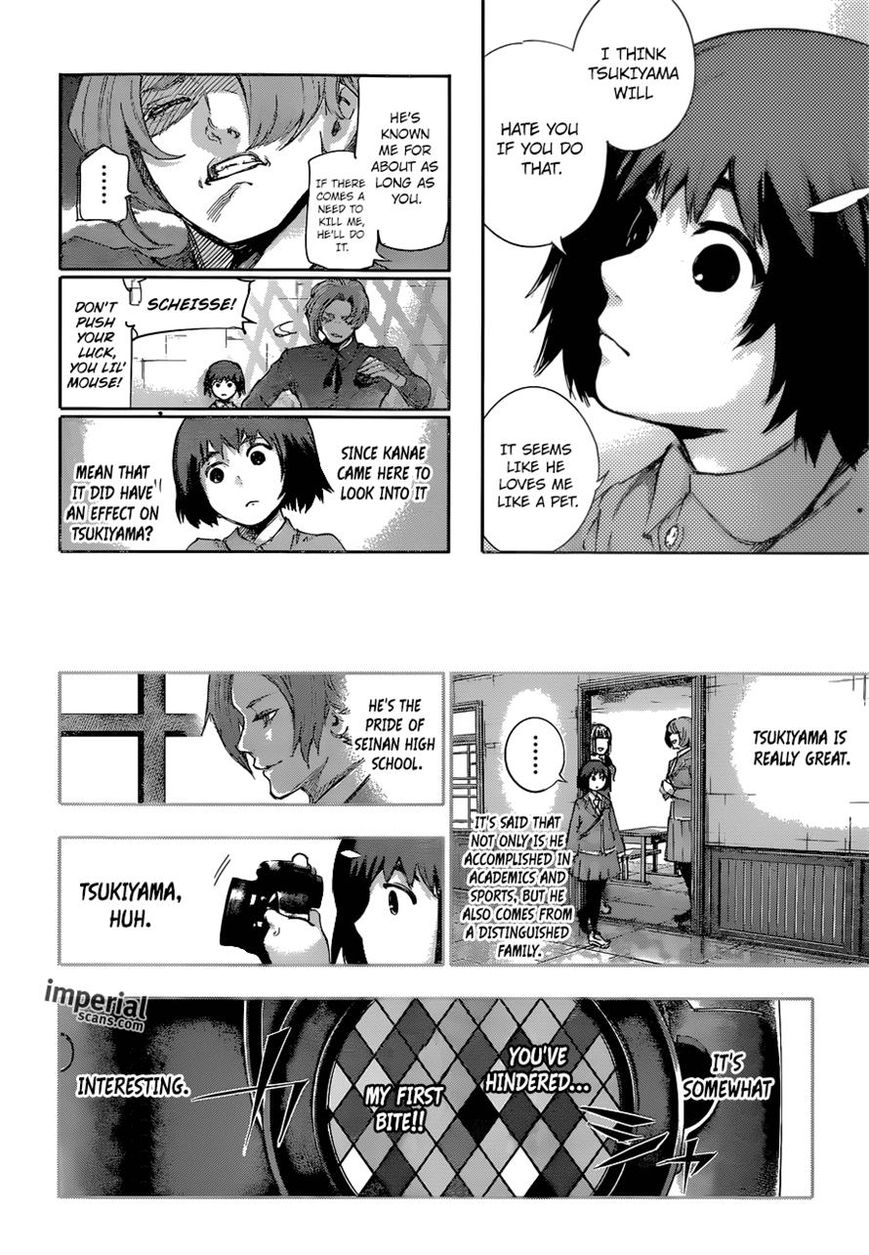 I THINK
TSUKIYAMA
WILL
HATE YOU
IF YOU DO
THAT.
IT SEEMS
LIKE HE
LOVES ME
LIKE A PET.
HE'S
KNOWN
ME FOR
ABOUT AS
LONG AS
YOU.
IF THERE
COMES A
NEED TO
KILL ME,
HE'LL DO
IT.
......
SCHEISSE!
DON'T
PUSH
YOUR
LUCK,
YOU LIL'
MOUSE!
SINCE KANAE
CAME HERE TO
LOOK INTO IT
MEAN THAT
IT DID HAVE
AN EFFECT ON
TSUKIYAMA?
TSUKIYAMA IS
REALLY GREAT.
......
IT'S SAID THAT
NOT ONLY IS HE
ACCOMPLISHED IN
ACADEMICS AND
SPORTS, BUT HE
ALSO COMES FROM
A DISTINGUISHED
FAMILY.
HE'S THE
PRIDE OF
SEINAN HIGH
SCHOOL.
TSUKIYAMA,
HUH.
IT'S
SOMEWHAT
YOU'VE
HINDERED...
MY FIRST
BITE!!
INTERESTING.
imperial
scans.com